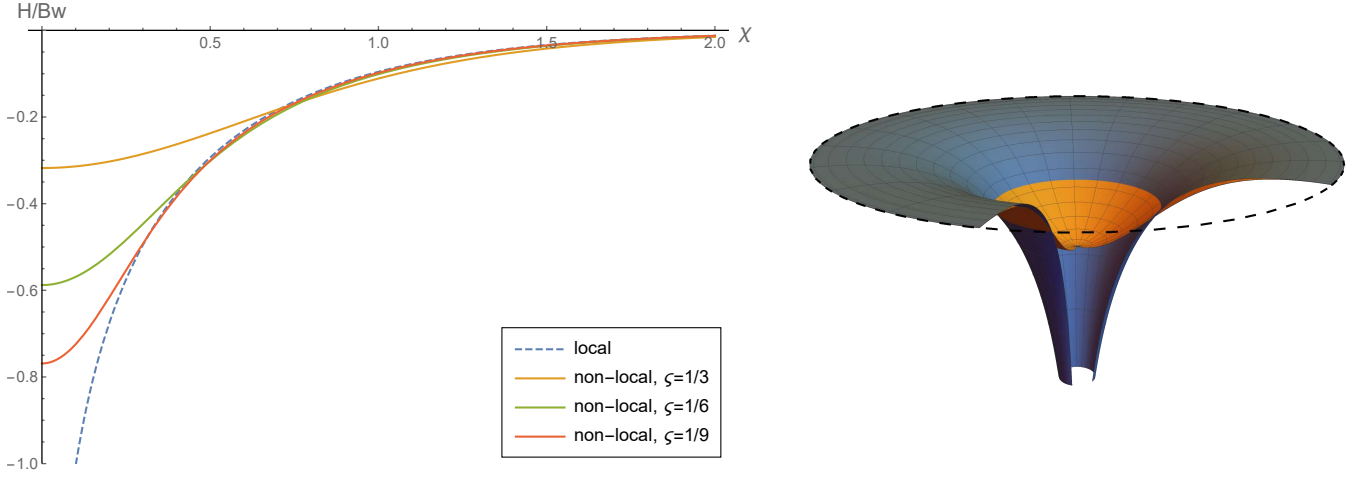 H/Bw
0.5
1.0
1.5
2.0
χ
−0.2
−0.4
−0.6
−0.8
−1.0
local
non−local, ς=1/3
non−local, ς=1/6
non−local, ς=1/9